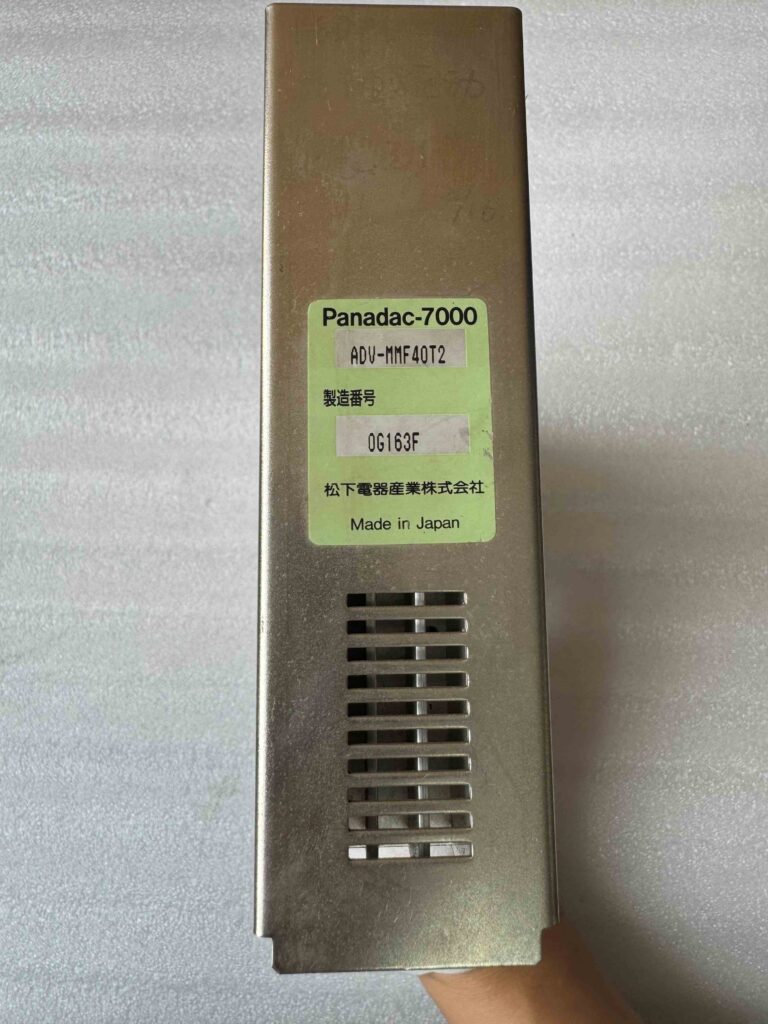 Panadac-7000
ADV-MMF40T2
製造番号
0G163F
松下電器産業株式会社
Made in Japan